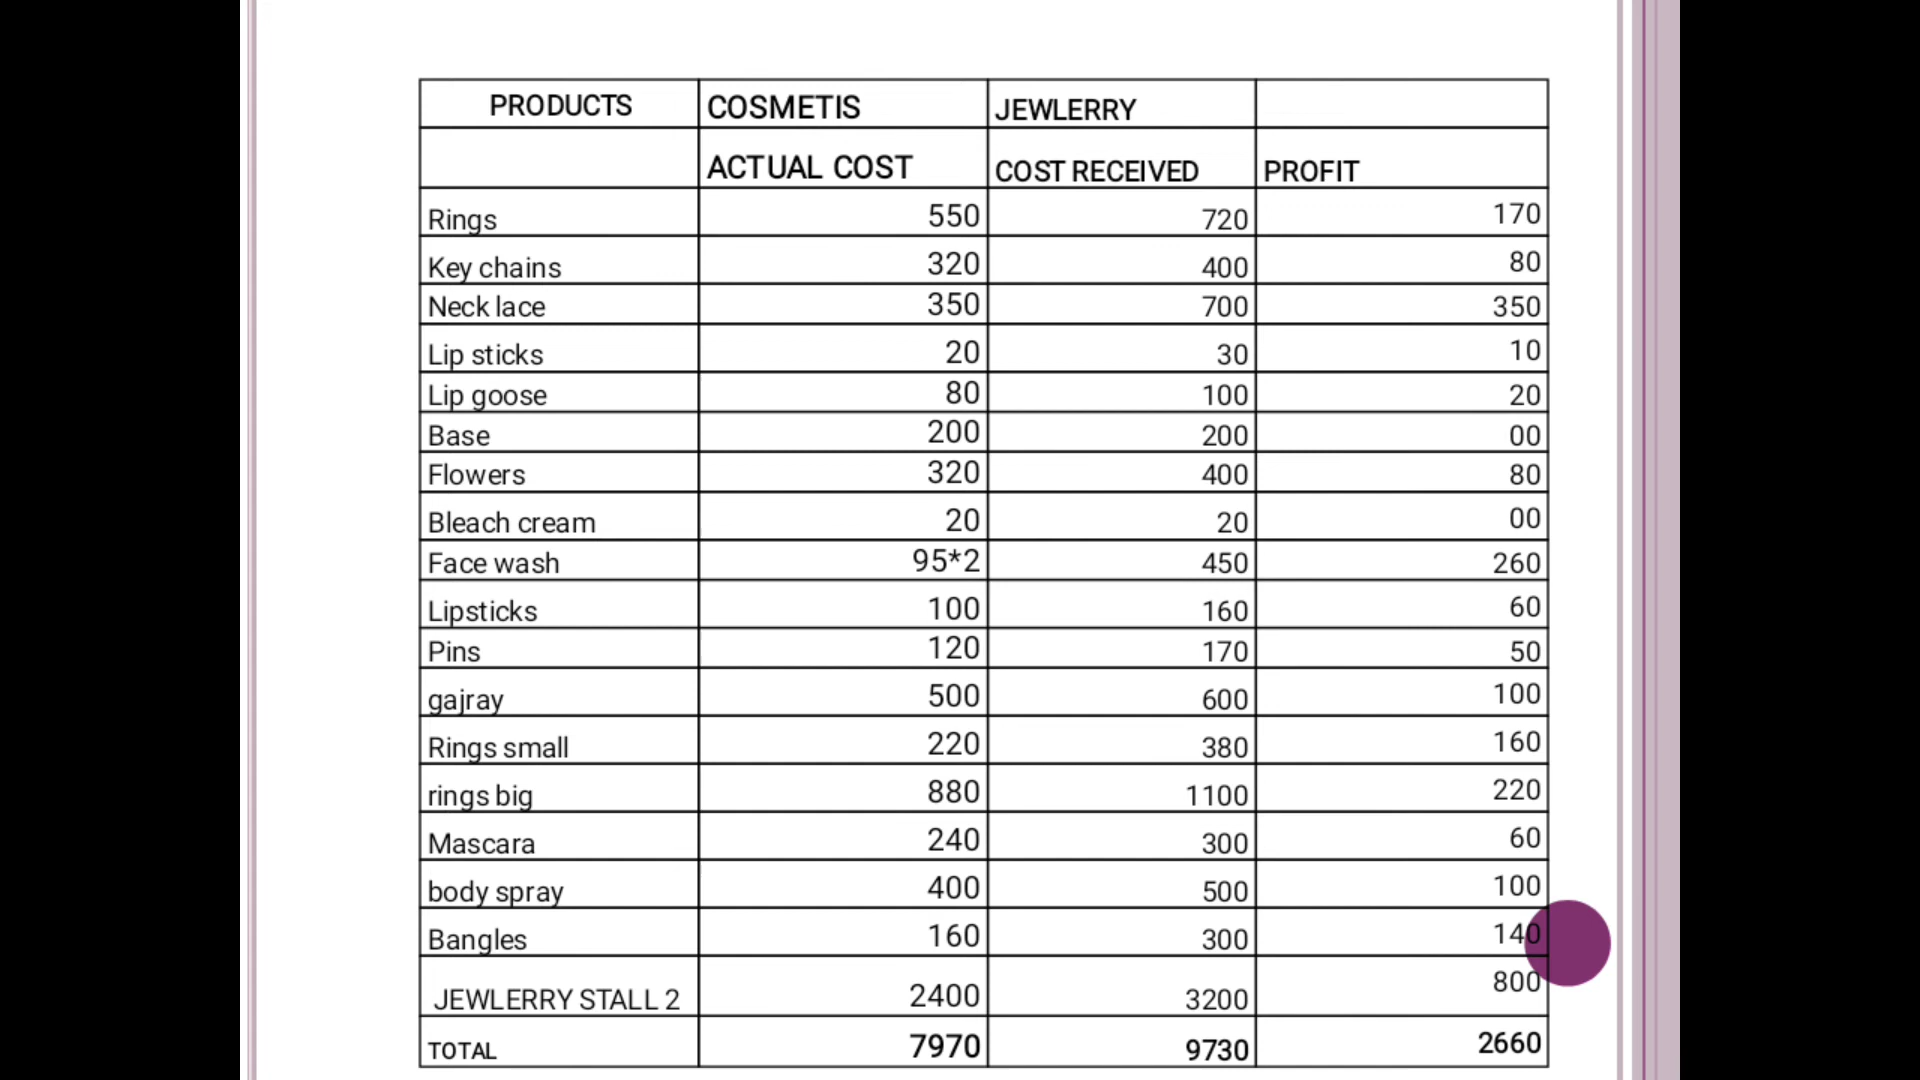 PRODUCTS COSMETIS JEWLERRY
ACTUAL COST COST RECEIVED PROFIT
Rings 550 720 170
Key chains 320 400 80
Neck lace 350 700 350
Lip sticks 20 30 10
Lip goose 80 100 20
Base 200 200 00
Flowers 320 400 80
Bleach cream 20 20 00
Face wash 95*2 450 260
Lipsticks 100 160 60
Pins 120 170 50
gajray 500 600 100
Rings small 220 380 160
rings big 880 1100 220
Mascara 240 300 60
body spray 400 500 100
Bangles 160 300 140
JEWLERRY STALL 2 2400 3200 800
TOTAL 7970 9730 2660